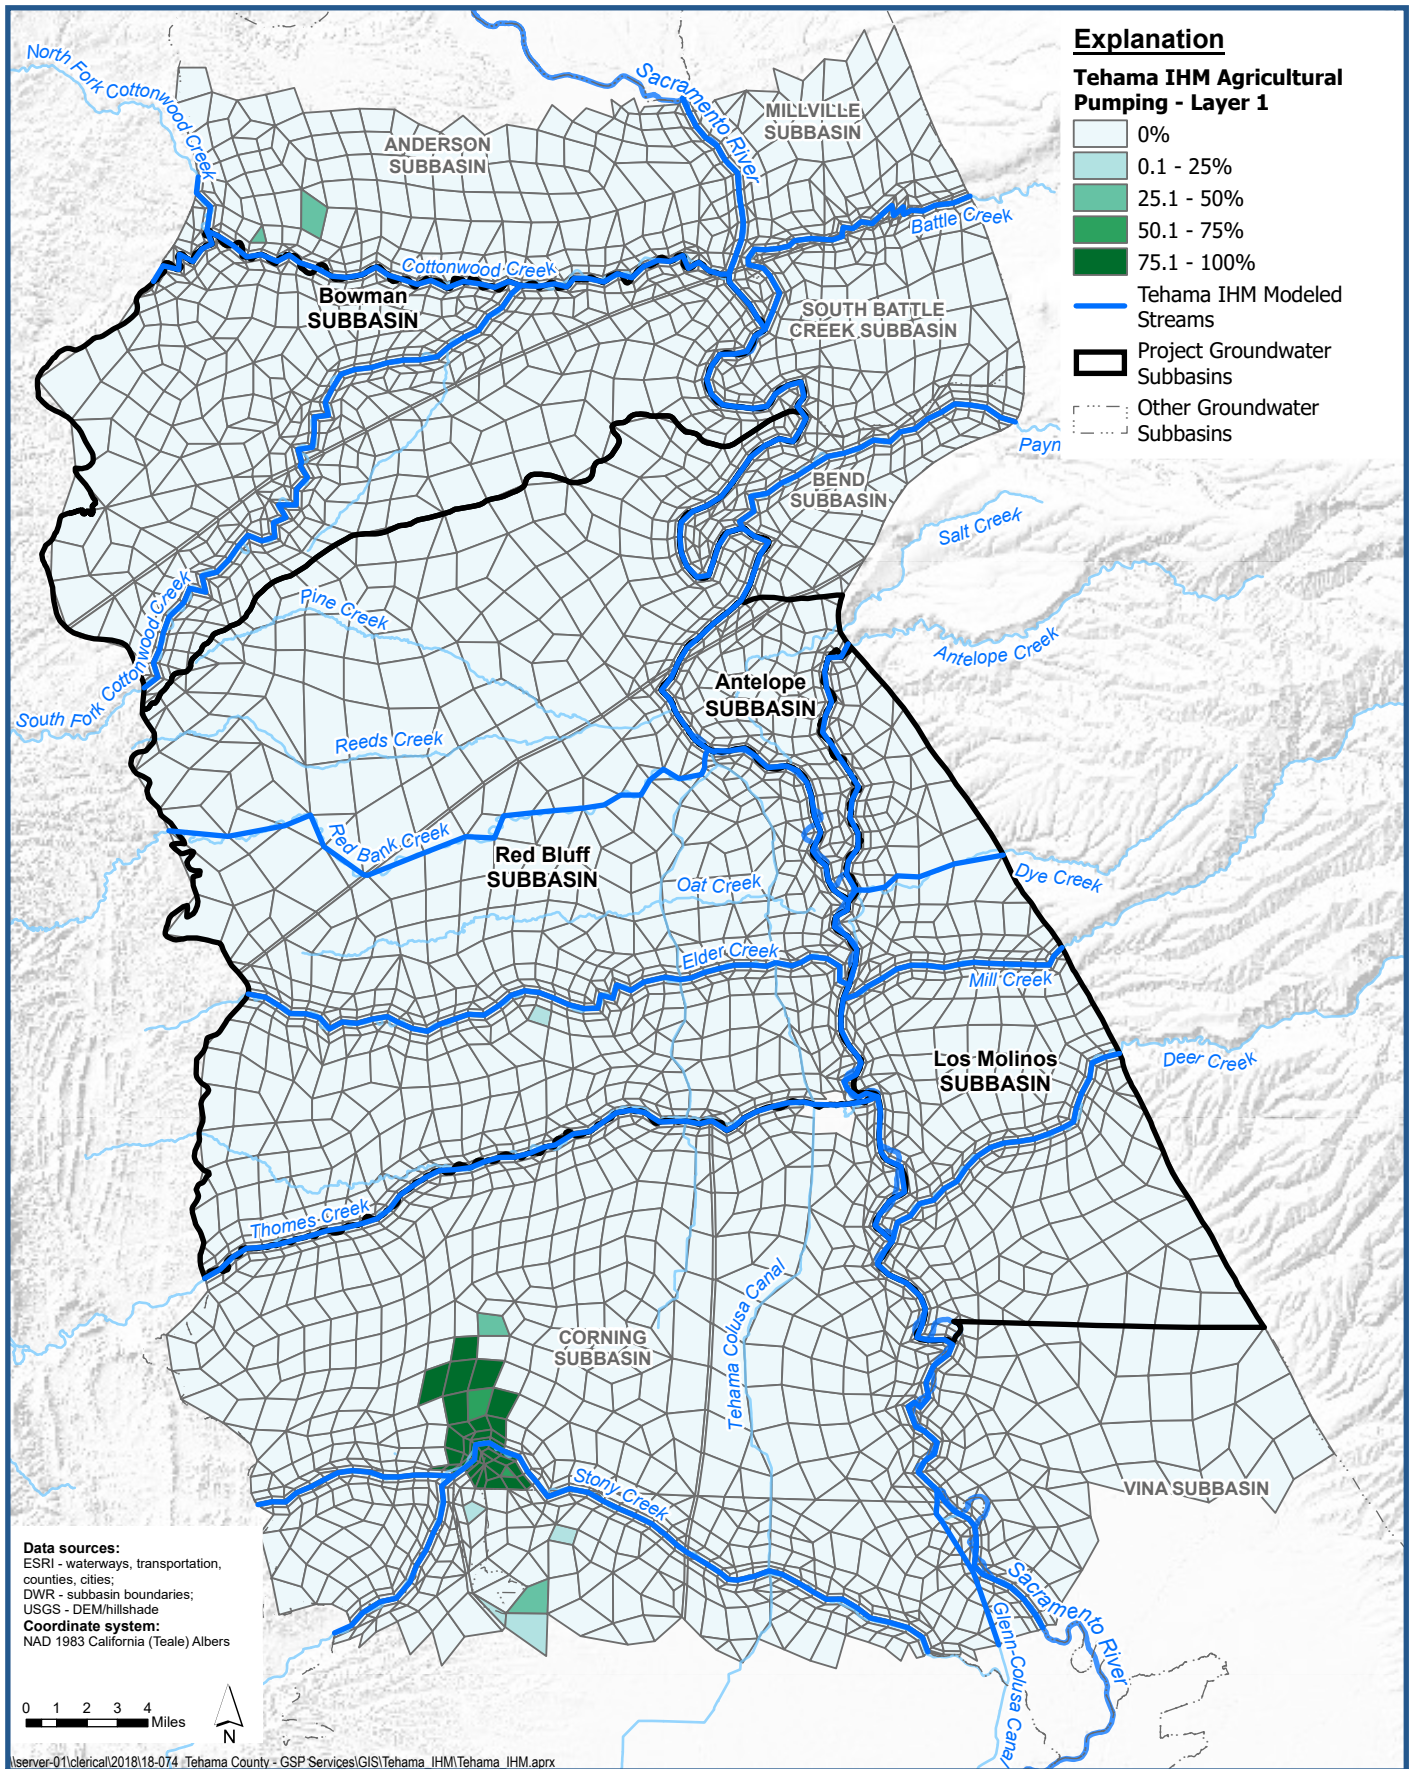 Explanation
Tehama IHM Agricultural
Pumping - Layer 1
0%
0.1 - 25%
25.1 - 50%
50.1 - 75%
75.1 - 100%
Tehama IHM Modeled
Streams
Project Groundwater
Subbasins
Other Groundwater
Subbasins
North Fork Cottonwood Creek
Sacramento River
MILLVILLE
SUBBASIN
ANDERSON
SUBBASIN
Battle Creek
Cottonwood Creek
Bowman
SUBBASIN
SOUTH BATTLE
CREEK SUBBASIN
Payn
BEND
SUBBASIN
Salt Creek
Pine Creek
South Fork Cottonwood Creek
Antelope Creek
Antelope
SUBBASIN
Reeds Creek
Red Bank Creek
Red Bluff
SUBBASIN
Oat Creek
Dye Creek
Elder Creek
Mill Creek
Los Molinos
SUBBASIN
Deer Creek
Thomes Creek
Tehama Colusa Canal
CORNING
SUBBASIN
Stony Creek
VINA SUBBASIN
Sacramento River
Glenn-Colusa Canal
Data sources:
ESRI - waterways, transportation,
counties, cities;
DWR - subbasin boundaries;
USGS - DEM/hillshade
Coordinate system:
NAD 1983 California (Teale) Albers
0 1 2 3 4
Miles
N
\\server-01\clerical\2018\18-074_Tehama County - GSP Services\GIS\Tehama_IHM\Tehama_IHM.aprx